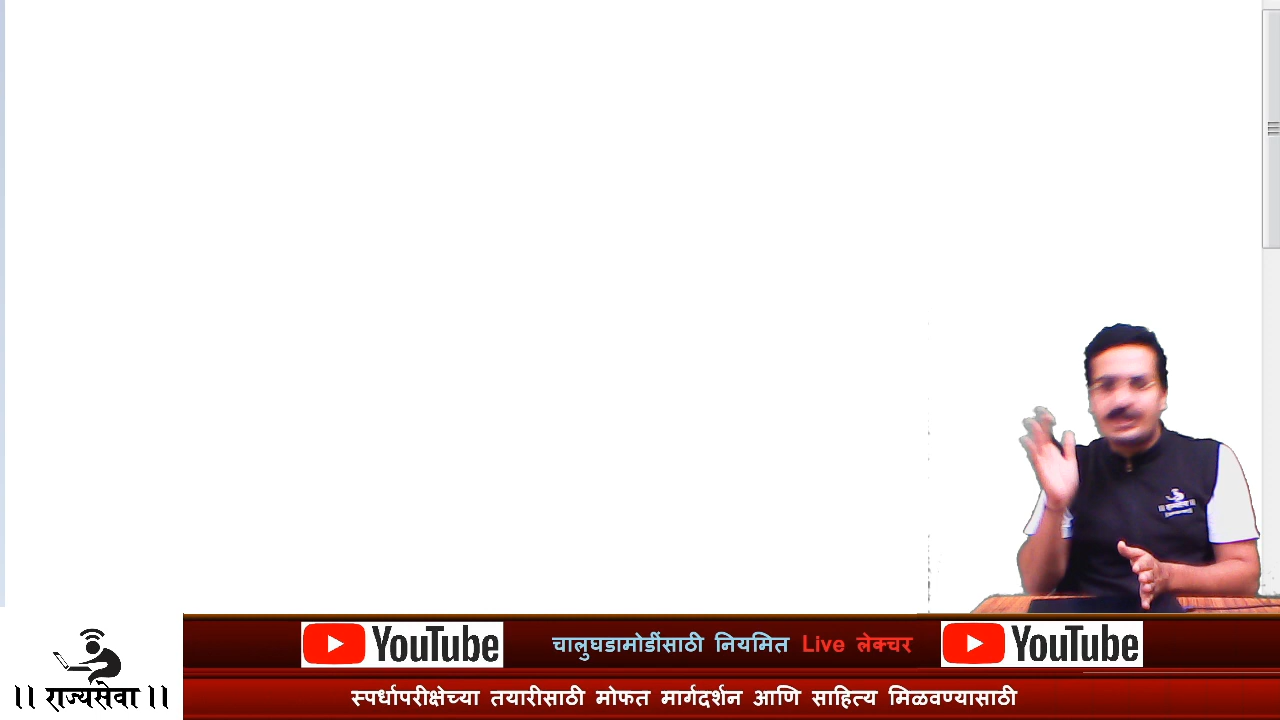 YouTube चालुघडामोडींसाठी नियमित Live लेक्चर YouTube
।। राज्यसेवा ।।
स्पर्धापरीक्षेच्या तयारीसाठी मोफत मार्गदर्शन आणि साहित्य मिळवण्यासाठी